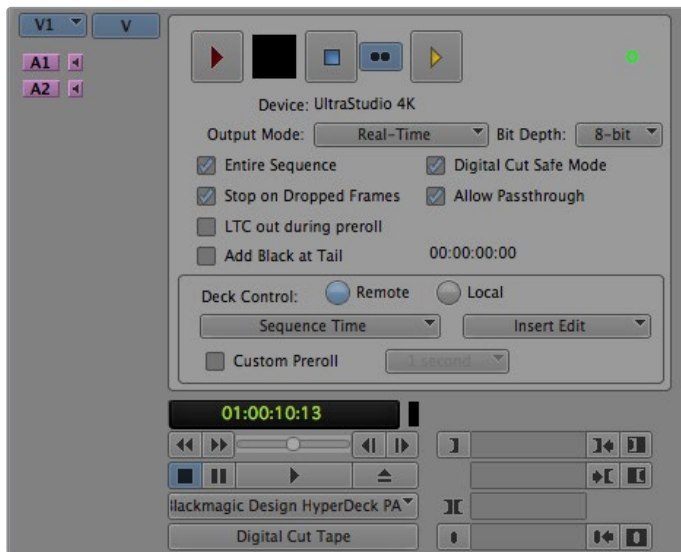 V1 V
A1
A2
Device: UltraStudio 4K
Output Mode: Real-Time Bit Depth: 8-bit
Entire Sequence Digital Cut Safe Mode
Stop on Dropped Frames Allow Passthrough
LTC out during preroll
Add Black at Tail 00:00:00:00
Deck Control: Remote Local
Sequence Time Insert Edit
Custom Preroll 1 second
01:00:10:13
lackmagic Design HyperDeck PA
Digital Cut Tape